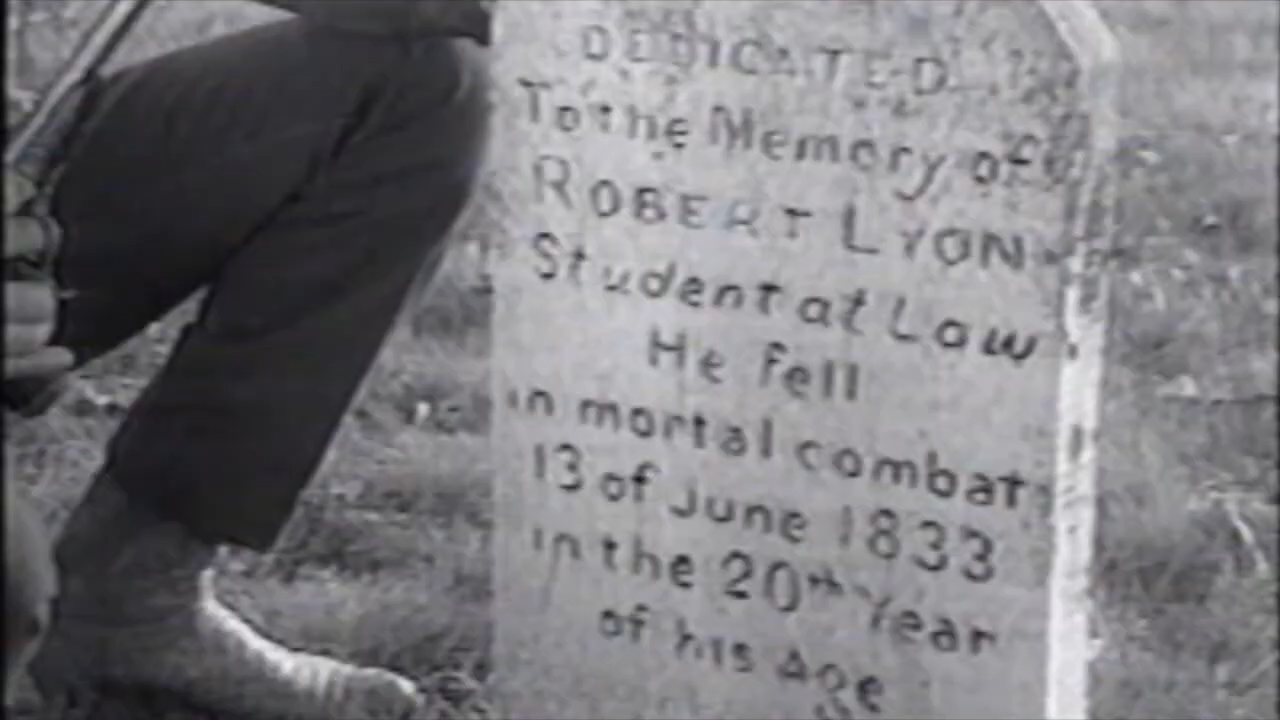 DEDICATED
To the Memory of
ROBERT LYON
Student at Law
He fell
in mortal combat
13 of June 1833
in the 20th Year
of his Age